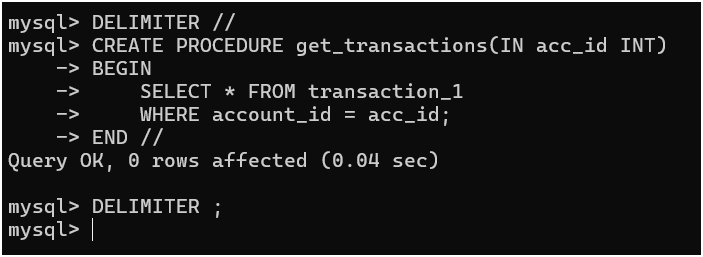 mysql> DELIMITER //
mysql> CREATE PROCEDURE get_transactions(IN acc_id INT)
    -> BEGIN
    ->     SELECT * FROM transaction_1
    ->     WHERE account_id = acc_id;
    -> END //
Query OK, 0 rows affected (0.04 sec)

mysql> DELIMITER ;
mysql>